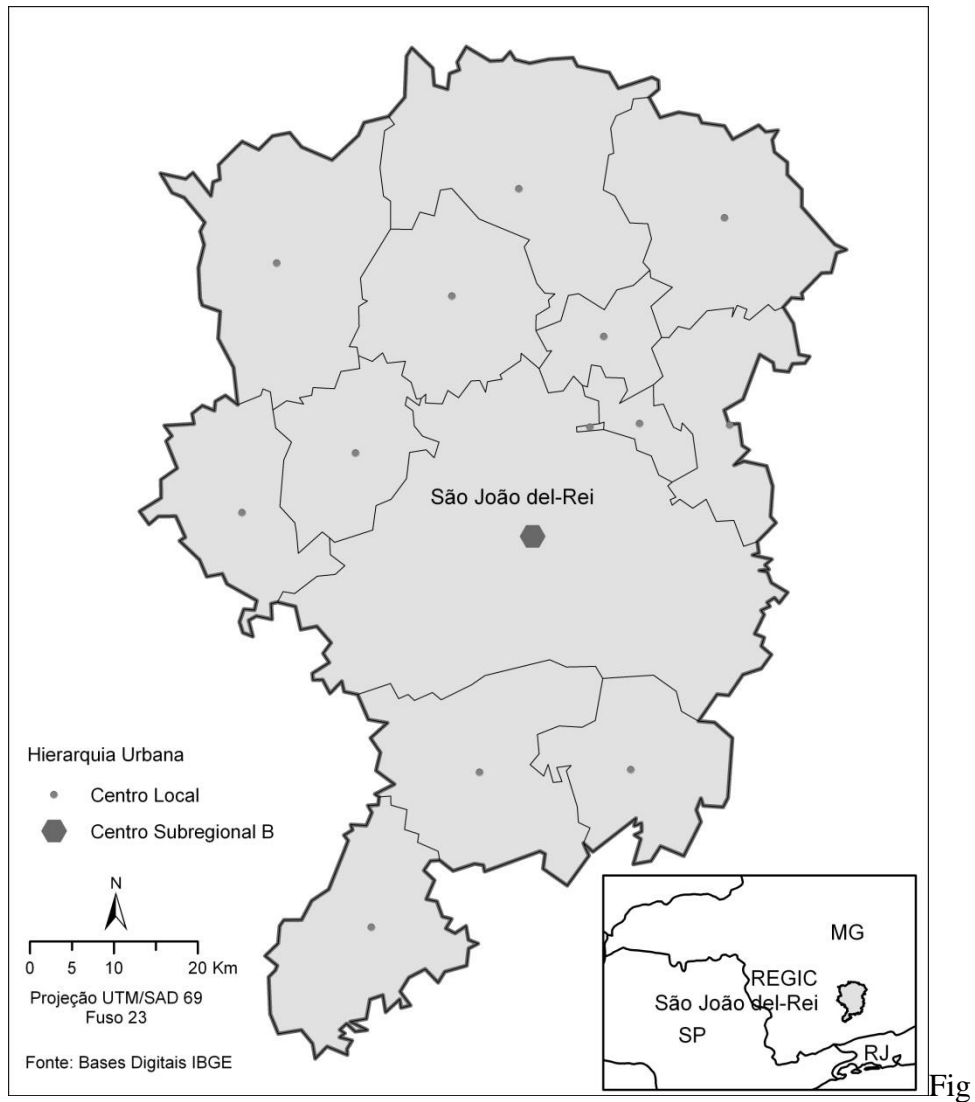 São João del-Rei
Hierarquia Urbana
Centro Local
Centro Subregional B
N
0 5 10 20 Km
Projeção UTM/SAD 69
Fuso 23
Fonte: Bases Digitais IBGE
MG
REGIC
São João del-Rei
SP
RJ
Fig